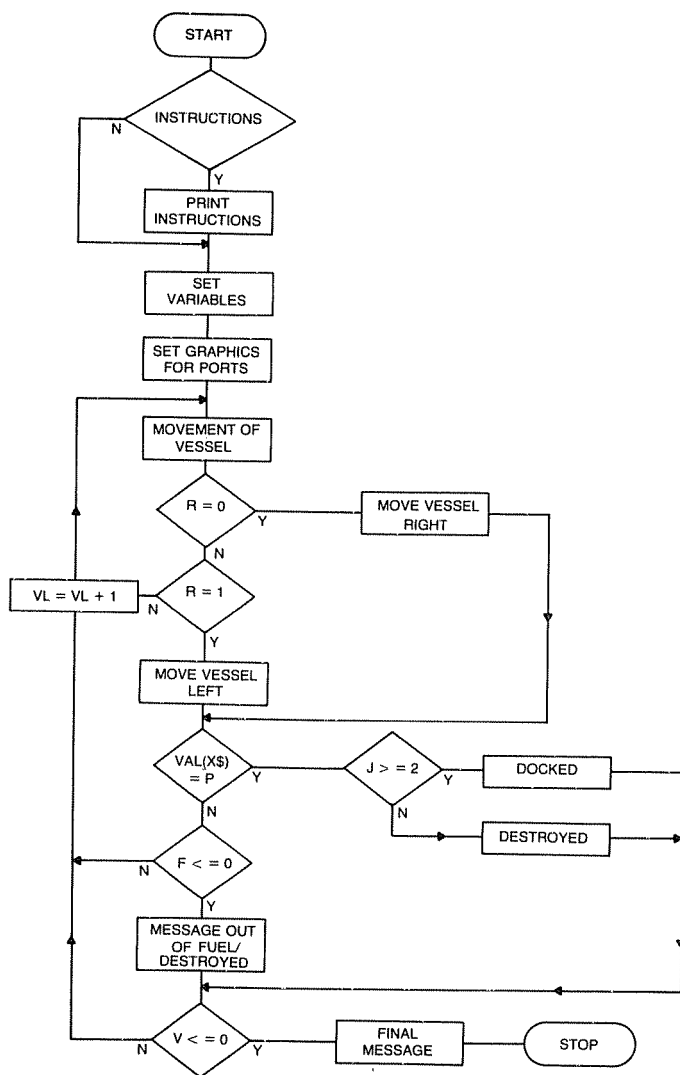 START
INSTRUCTIONS
N
Y
PRINT
INSTRUCTIONS
SET
VARIABLES
SET GRAPHICS
FOR PORTS
MOVEMENT OF
VESSEL
R = 0
Y
MOVE VESSEL
RIGHT
N
R = 1
VL = VL + 1
N
Y
MOVE VESSEL
LEFT
VAL(X$)
= P
Y
J > = 2
Y
DOCKED
N
N
DESTROYED
F < = 0
N
Y
MESSAGE OUT
OF FUEL/
DESTROYED
V < = 0
N
Y
FINAL
MESSAGE
STOP